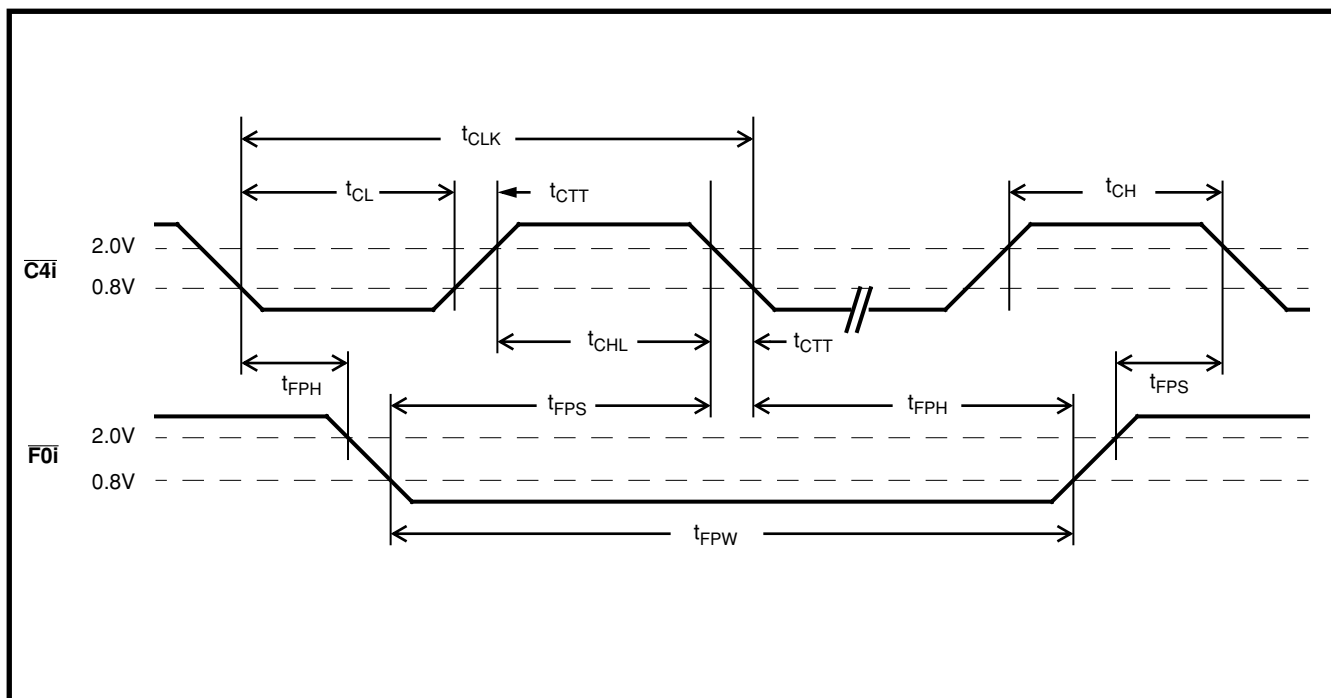 tCLK
tCL
tCTT
tCH
2.0V
C4i
0.8V
tCHL
tCTT
tFPH
tFPS
tFPH
tFPS
2.0V
F0i
0.8V
tFPW